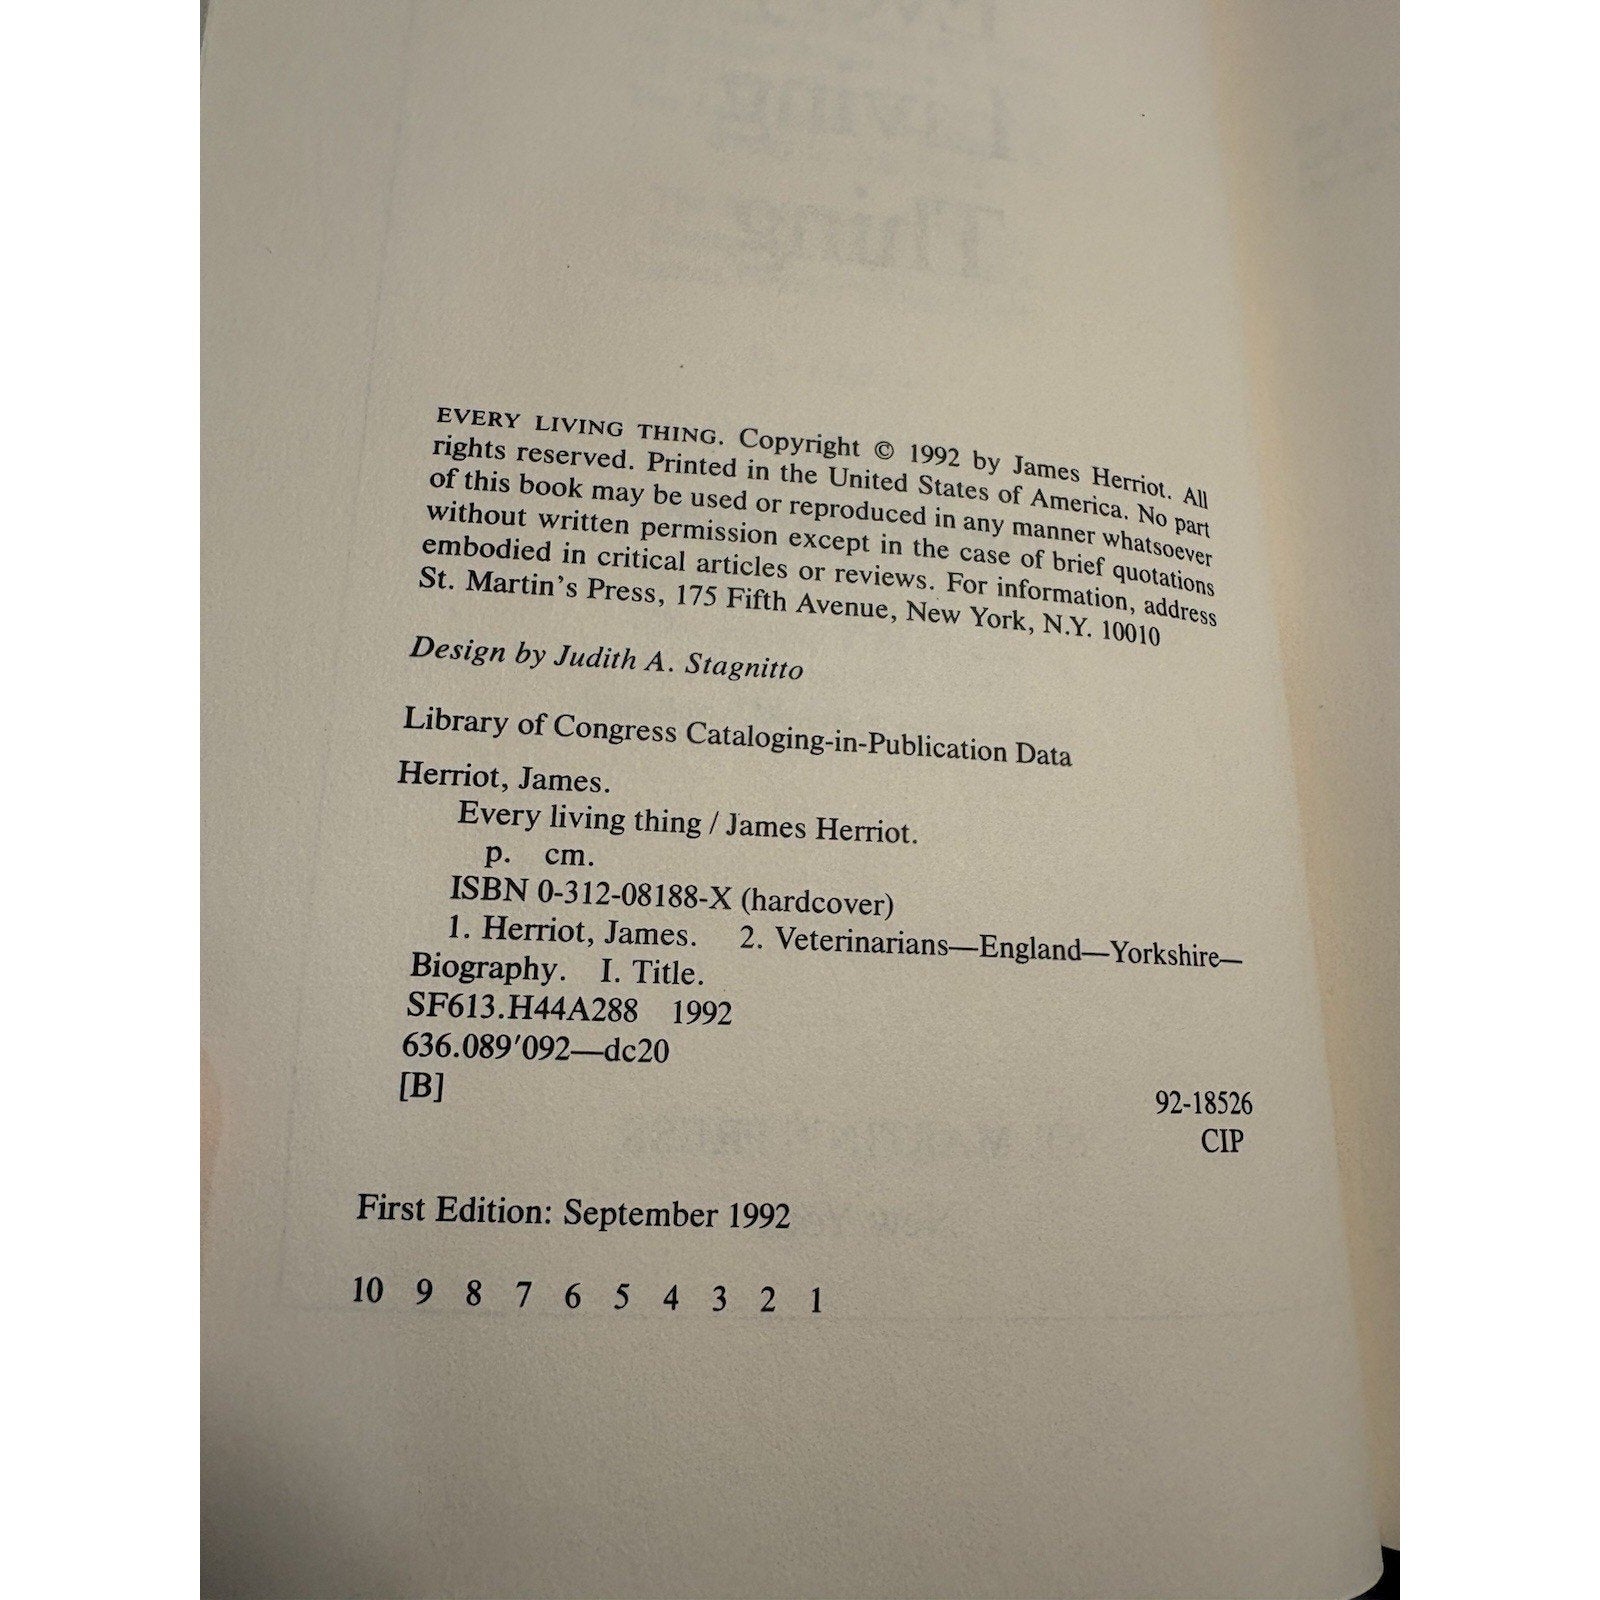 EVERY LIVING THING. Copyright © 1992 by James Herriot. All
rights reserved. Printed in the United States of America. No part
of this book may be used or reproduced in any manner whatsoever
without written permission except in the case of brief quotations
embodied in critical articles or reviews. For information, address
St. Martin's Press, 175 Fifth Avenue, New York, N.Y. 10010
Design by Judith A. Stagnitto
Library of Congress Cataloging-in-Publication Data
Herriot, James.
Every living thing / James Herriot.
p. cm.
ISBN 0-312-08188-X (hardcover)
1. Herriot, James. 2. Veterinarians—England—Yorkshire—
Biography. I. Title.
SF613.H44A288 1992
636.089'092—dc20
[B]
92-18526
CIP
First Edition: September 1992
10 9 8 7 6 5 4 3 2 1